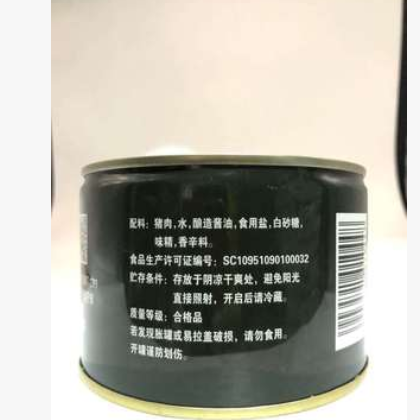 配料：猪肉，水，酿造酱油，食用盐，白砂糖，
味精，香辛料。
食品生产许可证编号：SC10951090100032
贮存条件：存放于阴凉干爽处，避免阳光
直接照射，开启后请冷藏。
质量等级：合格品
若发现胀罐或易拉盖破损，请勿食用。
开罐谨防划伤。